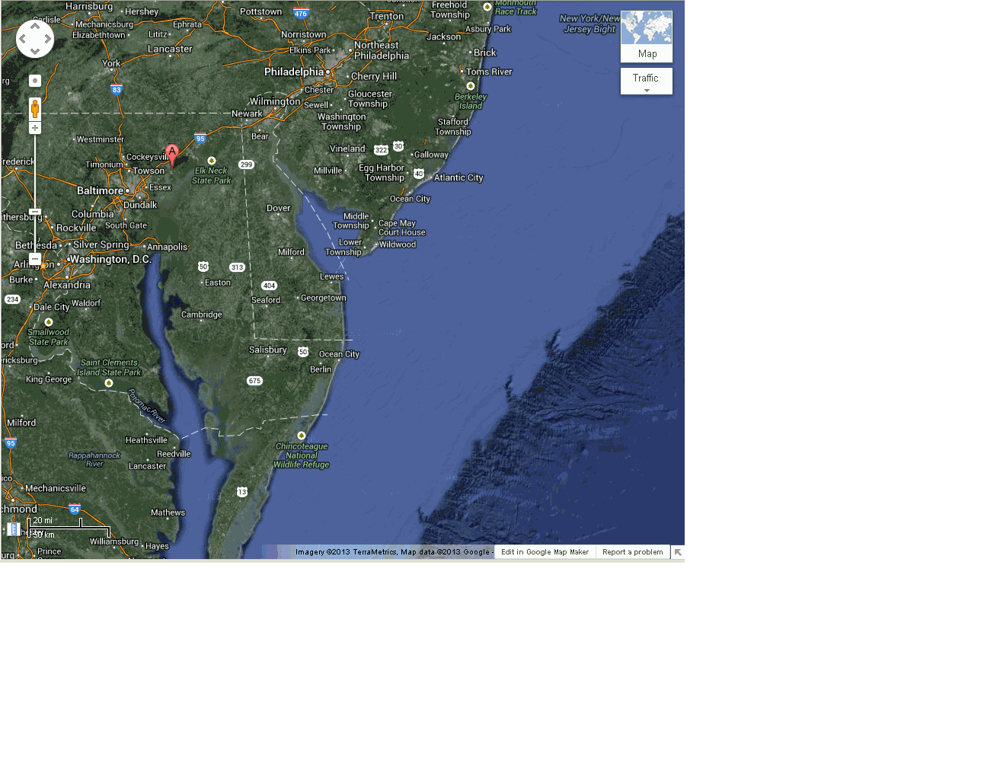 Harrisburg
Hershey
Pottstown
476
Trenton
Freehold
Township
Monmouth
Race Track
New York/New
Jersey Bight
Carlisle
Mechanicsburg
Elizabethtown
Ephrata
Lititz
Norristown
Asbury Park
Jackson
Lancaster
Elkins Park
Northeast
Philadelphia
Brick
Map
York
Philadelphia
Cherry Hill
Toms River
Traffic
rg
83
Chester
Gloucester
Township
Berkeley
Island
Wilmington
Sewell
Newark
Washington
Township
Stafford
Township
Westminster
95
Bear
Vineland
322
30
Galloway
A
Cockeysvill
Frederick
Timonium
Towson
Elk Neck
State Park
299
Millville
Egg Harbor
Township
40
Atlantic City
Baltimore
Essex
Dundalk
Ocean City
Columbia
Dover
Middle
Township
Cape May
Court House
ithersburg
Rockville
South Gate
Bethesda
Silver Spring
Annapolis
Milford
Lower
Township
Wildwood
Arlington
Washington, D.C.
50
313
Lewes
Burke
Alexandria
Easton
404
234
Dale City
Waldorf
Seaford
Georgetown
Cambridge
Smallwood
State Park
ord
Salisbury
50
Ocean City
ricksburg
Saint Clements
Island State Park
Berlin
King George
675
Potomac River
Milford
95
Heathsville
Chincoteague
National
Wildlife Refuge
Rappahannock
River
Reedville
Lancaster
ico
Mechanicsville
13
chmond
64
Mathews
20 mi
50 km
Williamsburg
Hayes
Prince
urg
Imagery ©2013 TerraMetrics, Map data ©2013 Google -
Edit in Google Map Maker
Report a problem